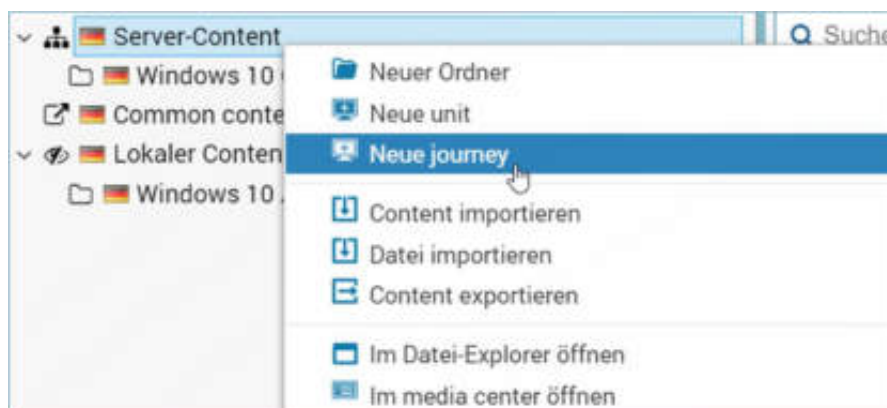 Server-Content
Suche
Windows 10
Common conte
Lokaler Conten
Windows 10
Neuer Ordner
Neue unit
Neue journey
Content importieren
Datei importieren
Content exportieren
Im Datei-Explorer öffnen
Im media center öffnen